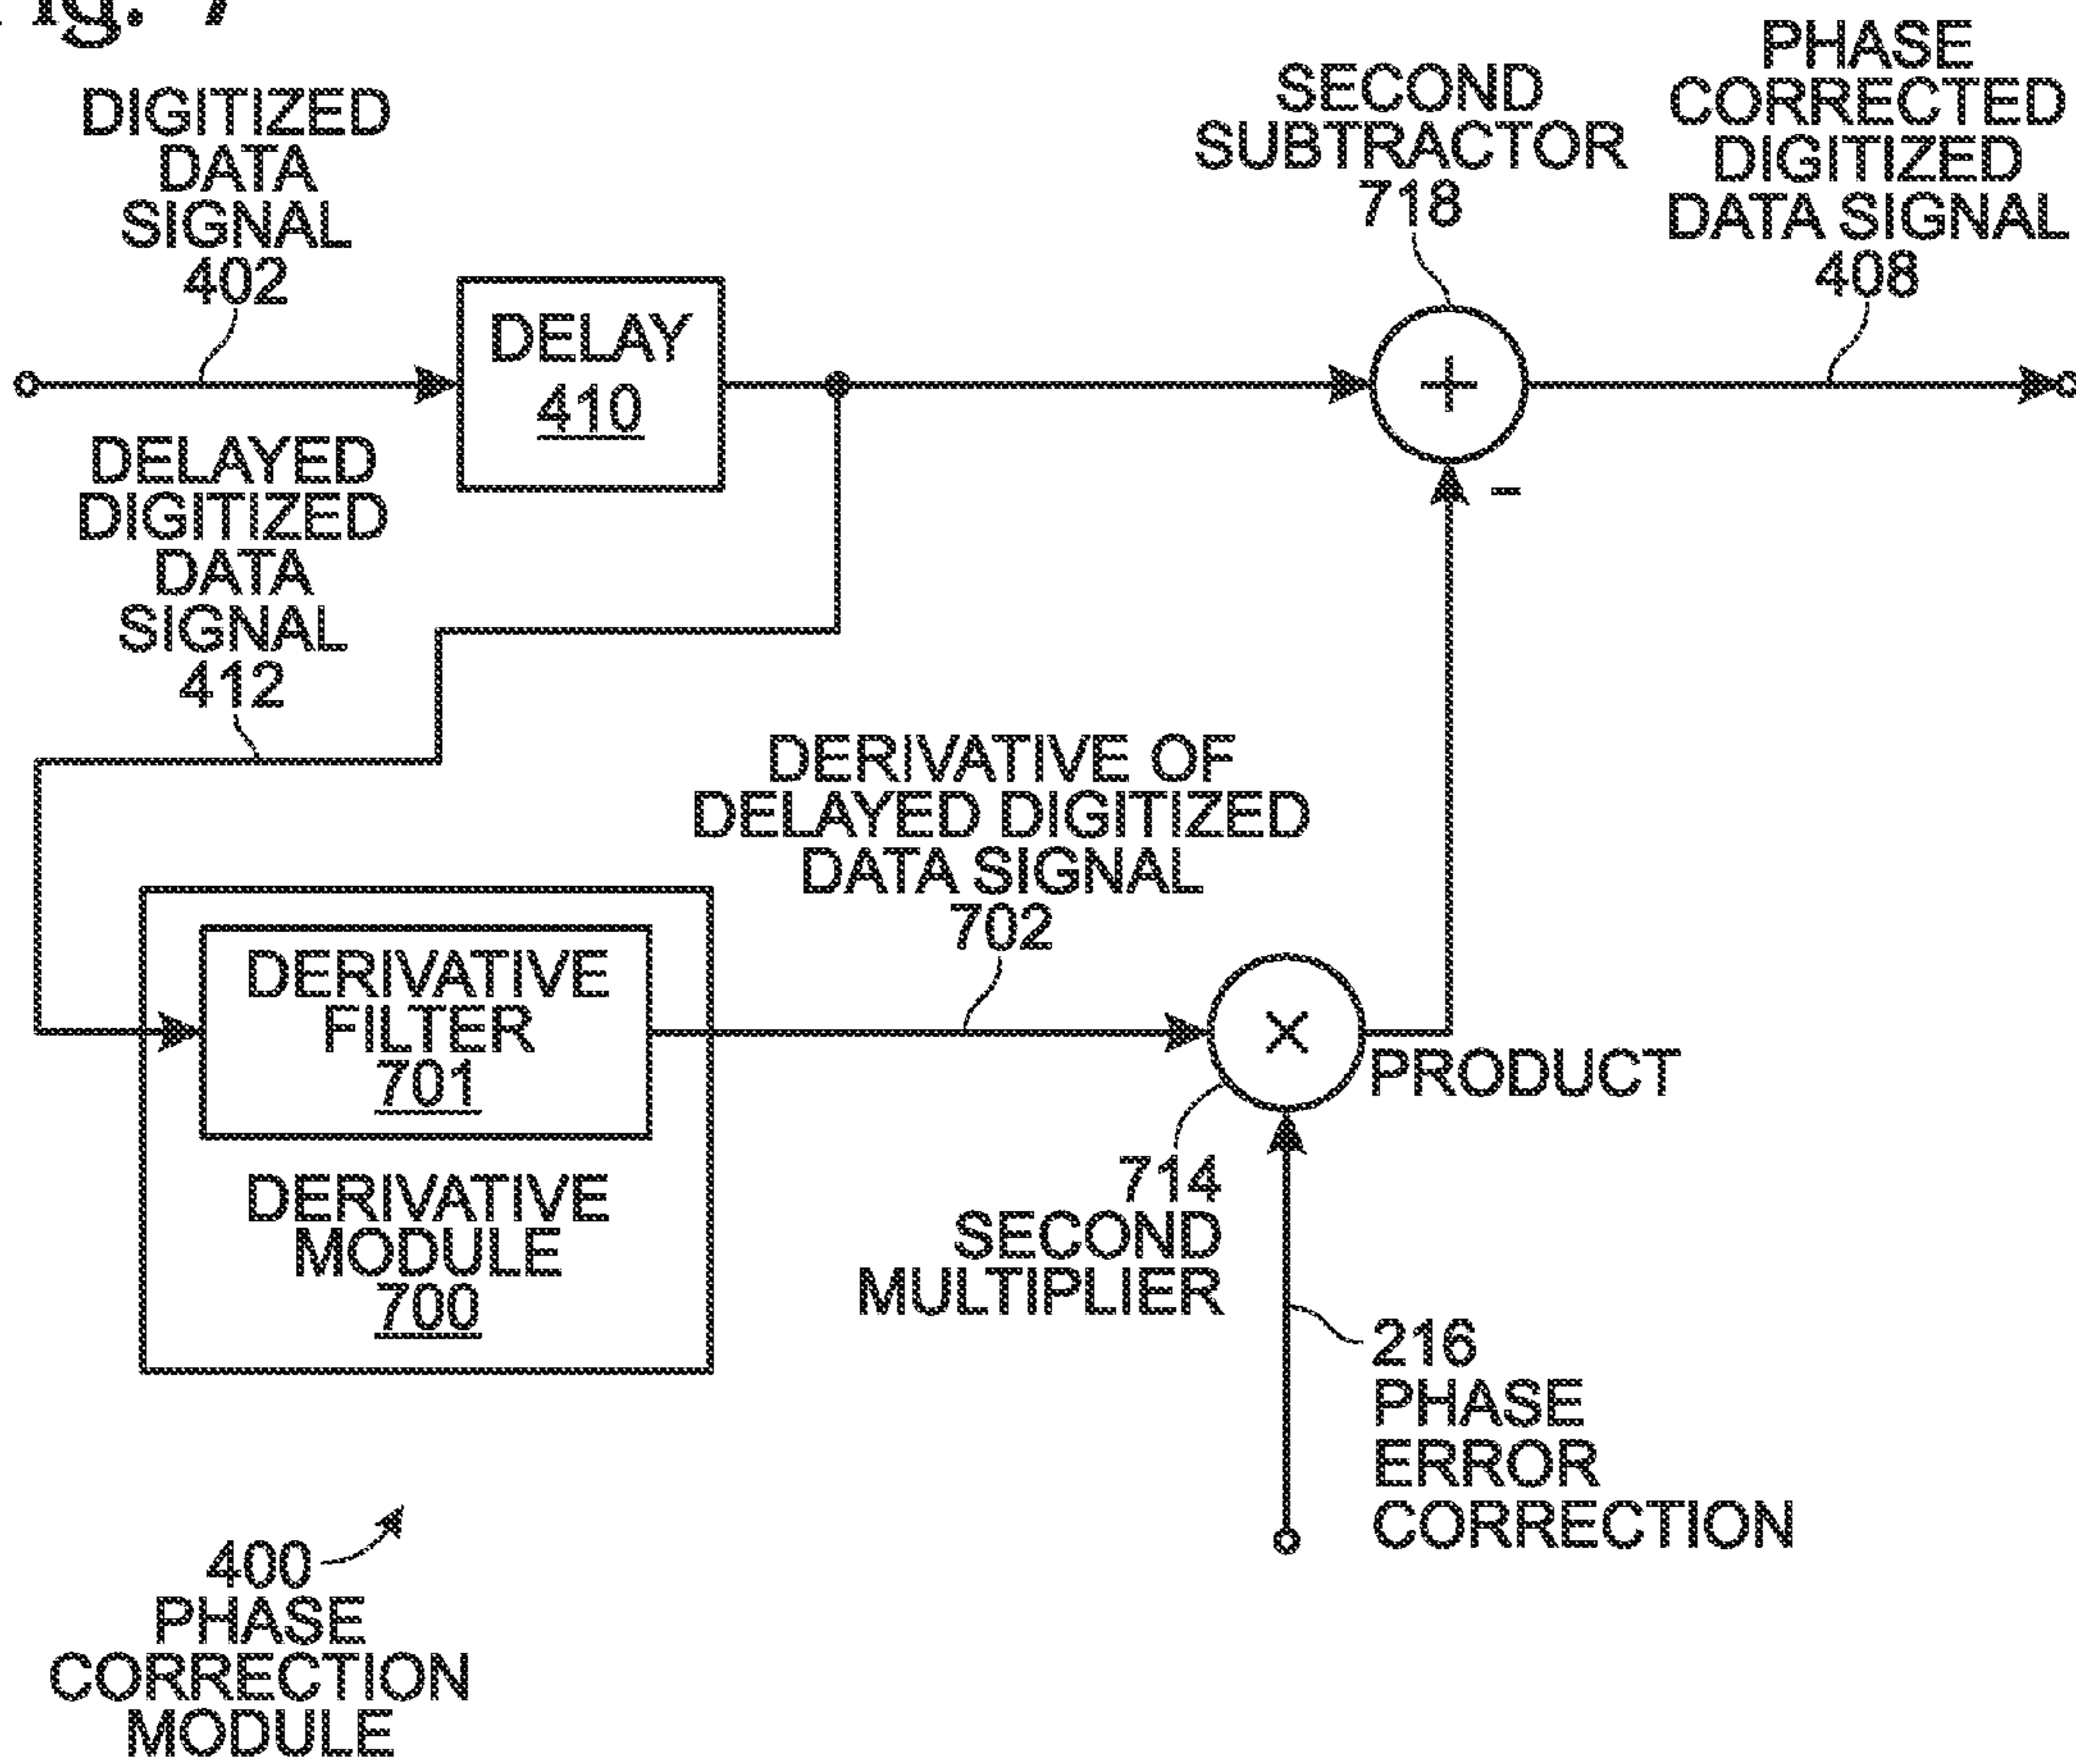 Fig. 7
DIGITIZED
DATA
SIGNAL
402
DELAY
410
SECOND
SUBTRACTOR
718
+
-
PHASE
CORRECTED
DIGITIZED
DATA SIGNAL
408
DELAYED
DIGITIZED
DATA
SIGNAL
412
DERIVATIVE OF
DELAYED DIGITIZED
DATA SIGNAL
702
DERIVATIVE
FILTER
701
DERIVATIVE
MODULE
700
×
PRODUCT
714
SECOND
MULTIPLIER
216
PHASE
ERROR
CORRECTION
400
PHASE
CORRECTION
MODULE